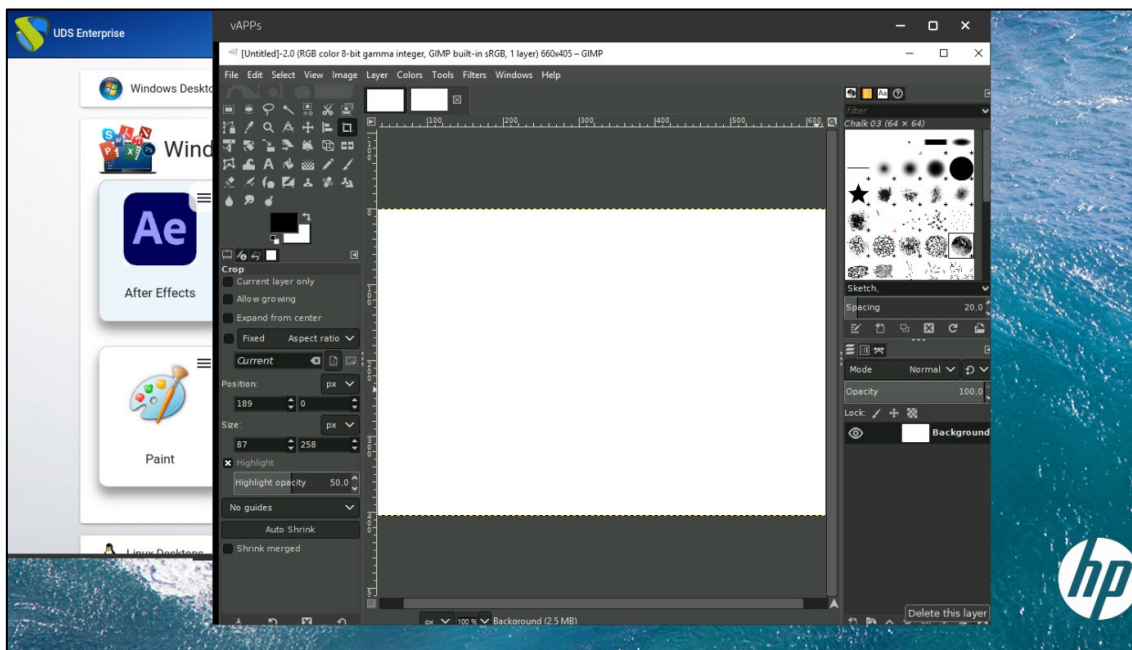 UDS Enterprise
Windows Deskto
Wind
Ae
After Effects
Paint
Linux Desktops
vAPPs
[Untitled]-2.0 (RGB color 8-bit gamma integer, GIMP built-in sRGB, 1 layer) 660x405 – GIMP
File Edit Select View Image Layer Colors Tools Filters Windows Help
Crop
Current layer only
Allow growing
Expand from center
Fixed Aspect ratio
Current
Position: px
189 0
Size: px
87 258
Highlight
Highlight opacity 50,0
No guides
Auto Shrink
Shrink merged
100 200 300 400 500 600
px 100 % Background (2.5 MB)
filter
Chalk 03 (64 × 64)
Sketch,
Spacing 20,0
Mode Normal
Opacity 100,0
Lock:
Background
Delete this layer
hp